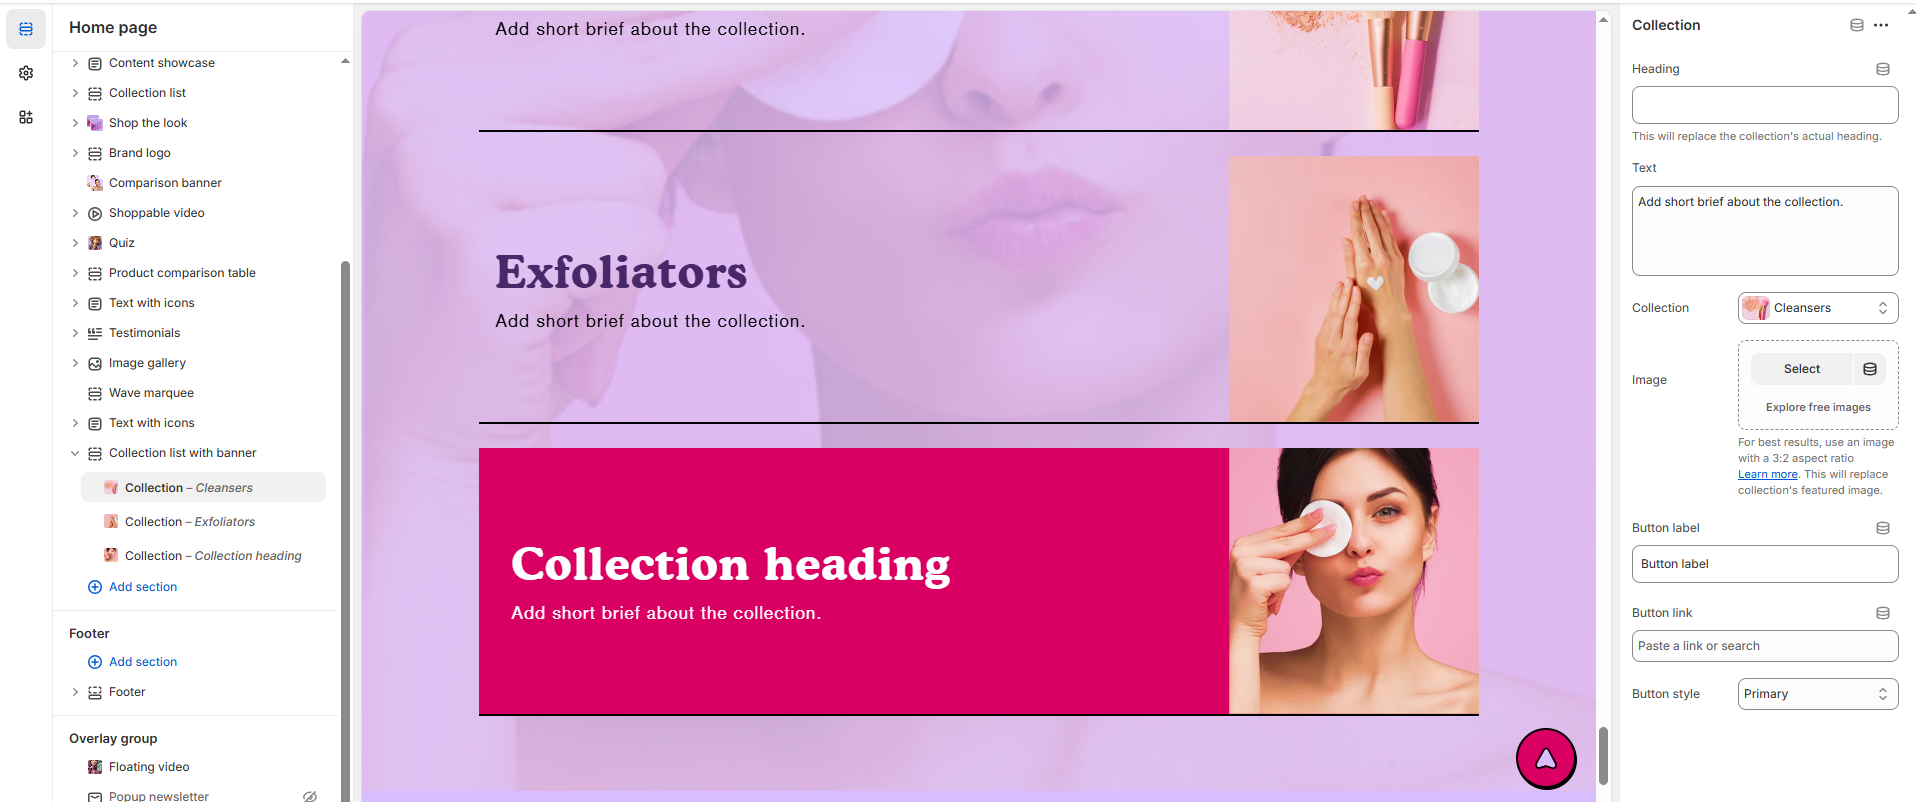 Home page
Content showcase
Collection list
Shop the look
Brand logo
Comparison banner
Shoppable video
Quiz
Product comparison table
Text with icons
Testimonials
Image gallery
Wave marquee
Text with icons
Collection list with banner
Collection – Cleansers
Collection – Exfoliators
Collection – Collection heading
Add section
Footer
Add section
Footer
Overlay group
Floating video
Popup newsletter
Add short brief about the collection.
Exfoliators
Add short brief about the collection.
Collection heading
Add short brief about the collection.
Collection
Heading
This will replace the collection's actual heading.
Text
Add short brief about the collection.
Collection
Cleansers
Image
Select
Explore free images
For best results, use an image
with a 3:2 aspect ratio
Learn more. This will replace
collection's featured image.
Button label
Button label
Button link
Paste a link or search
Button style
Primary